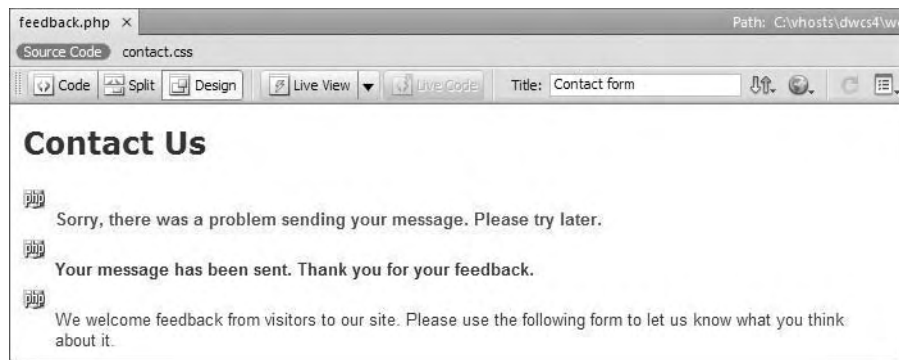 feedback.php ×
Path: C:\vhosts\dwcs4\w
Source Code contact.css
Code Split Design Live View Live Code Title: Contact form
Contact Us
php
Sorry, there was a problem sending your message. Please try later.
php
Your message has been sent. Thank you for your feedback.
php
We welcome feedback from visitors to our site. Please use the following form to let us know what you think
about it.